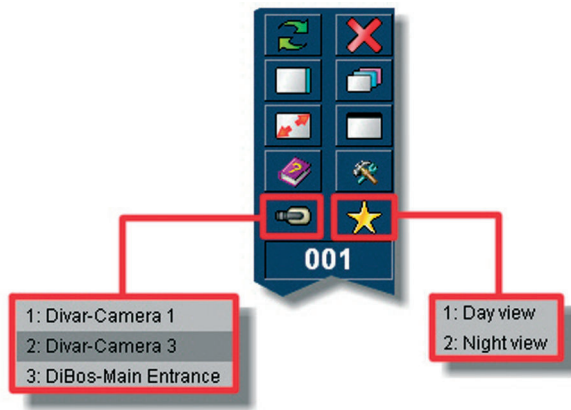 ?
001
1: Divar-Camera 1
2: Divar-Camera 3
3: DiBos-Main Entrance
1: Day view
2: Night view